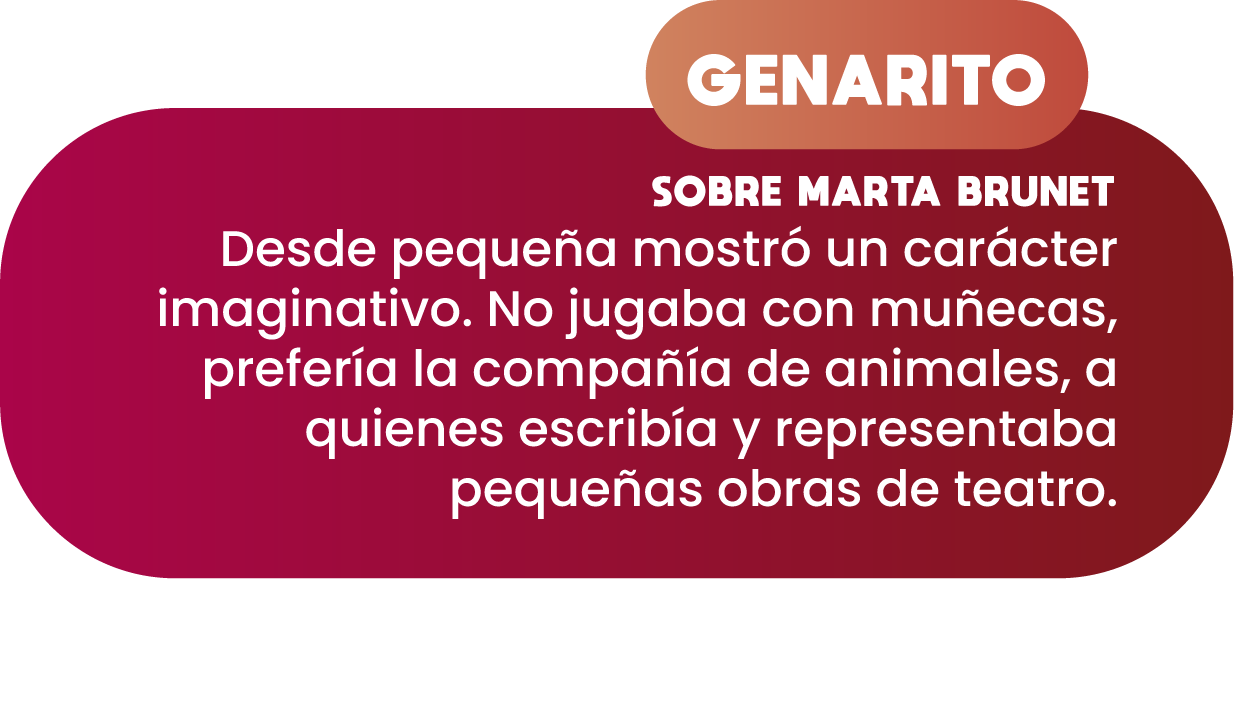 GENARITO
SOBRE MARTA BRUNET
Desde pequeña mostró un carácter
imaginativo. No jugaba con muñecas,
prefería la compañía de animales, a
quienes escribía y representaba
pequeñas obras de teatro.